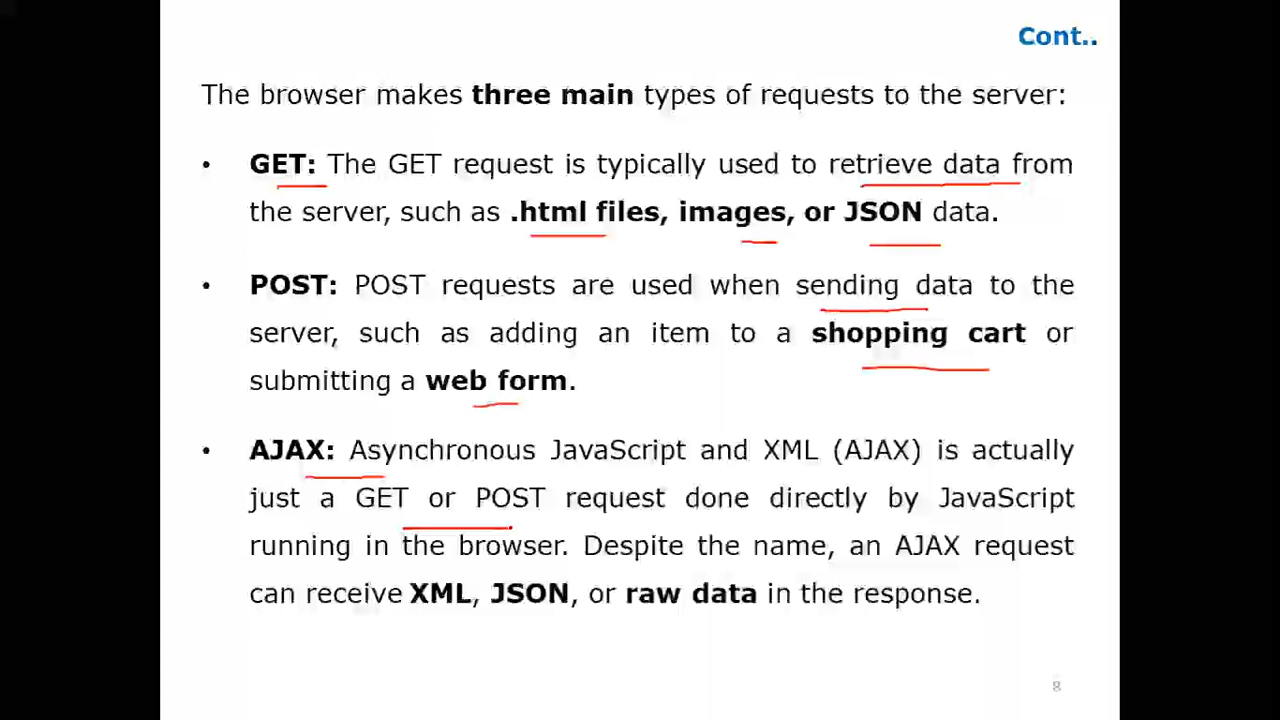 Cont..
The browser makes three main types of requests to the server:
• GET: The GET request is typically used to retrieve data from
the server, such as .html files, images, or JSON data.
• POST: POST requests are used when sending data to the
server, such as adding an item to a shopping cart or
submitting a web form.
• AJAX: Asynchronous JavaScript and XML (AJAX) is actually
just a GET or POST request done directly by JavaScript
running in the browser. Despite the name, an AJAX request
can receive XML, JSON, or raw data in the response.
8